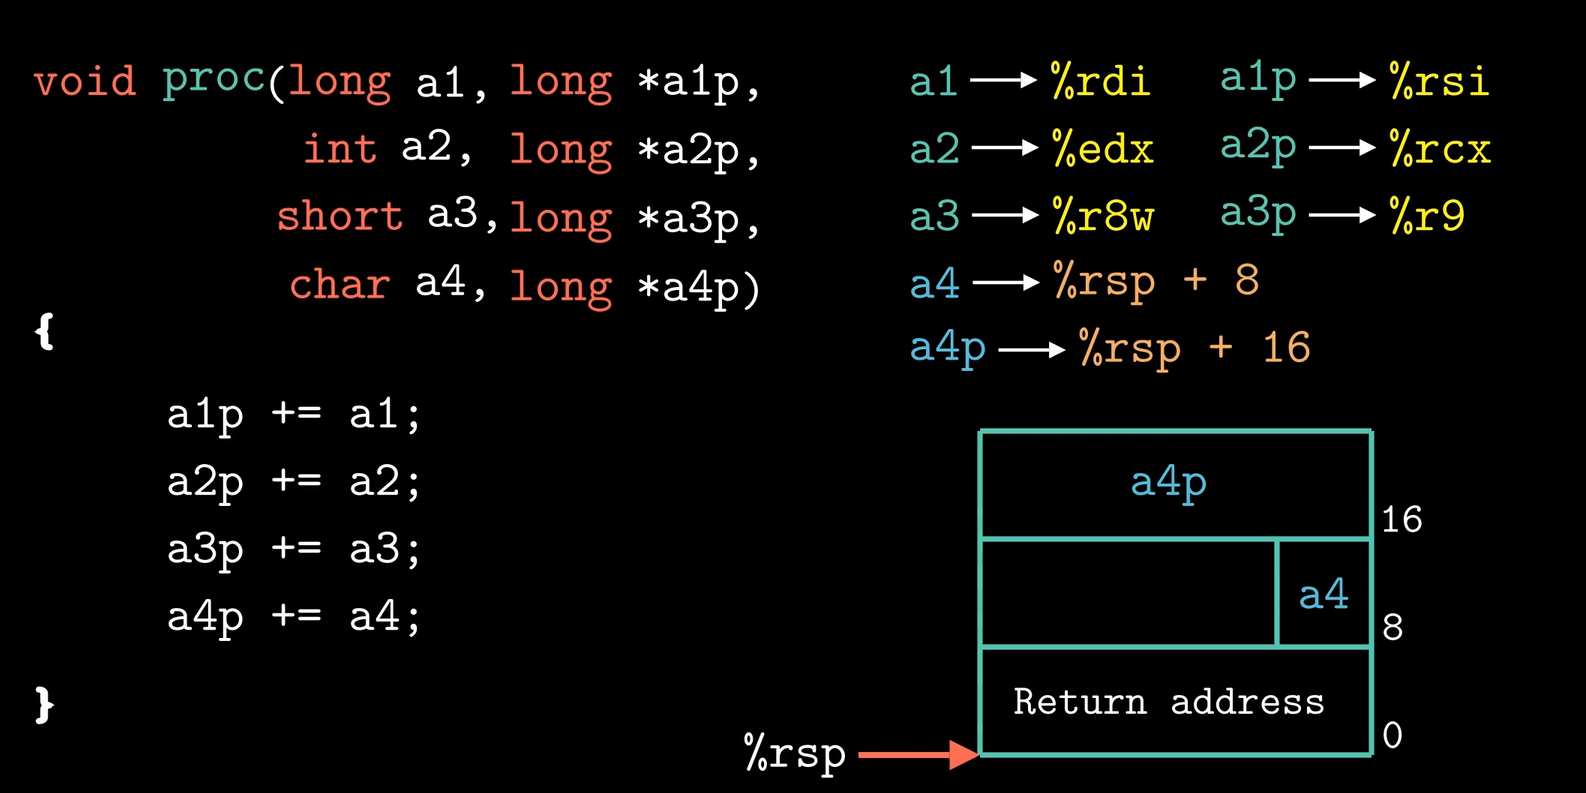 void proc(long a1, long *a1p,
int a2, long *a2p,
short a3, long *a3p,
char a4, long *a4p)
{
a1p += a1;
a2p += a2;
a3p += a3;
a4p += a4;
}
a1 → %rdi a1p → %rsi
a2 → %edx a2p → %rcx
a3 → %r8w a3p → %r9
a4 → %rsp + 8
a4p → %rsp + 16
a4p
16
a4
8
Return address
0
%rsp